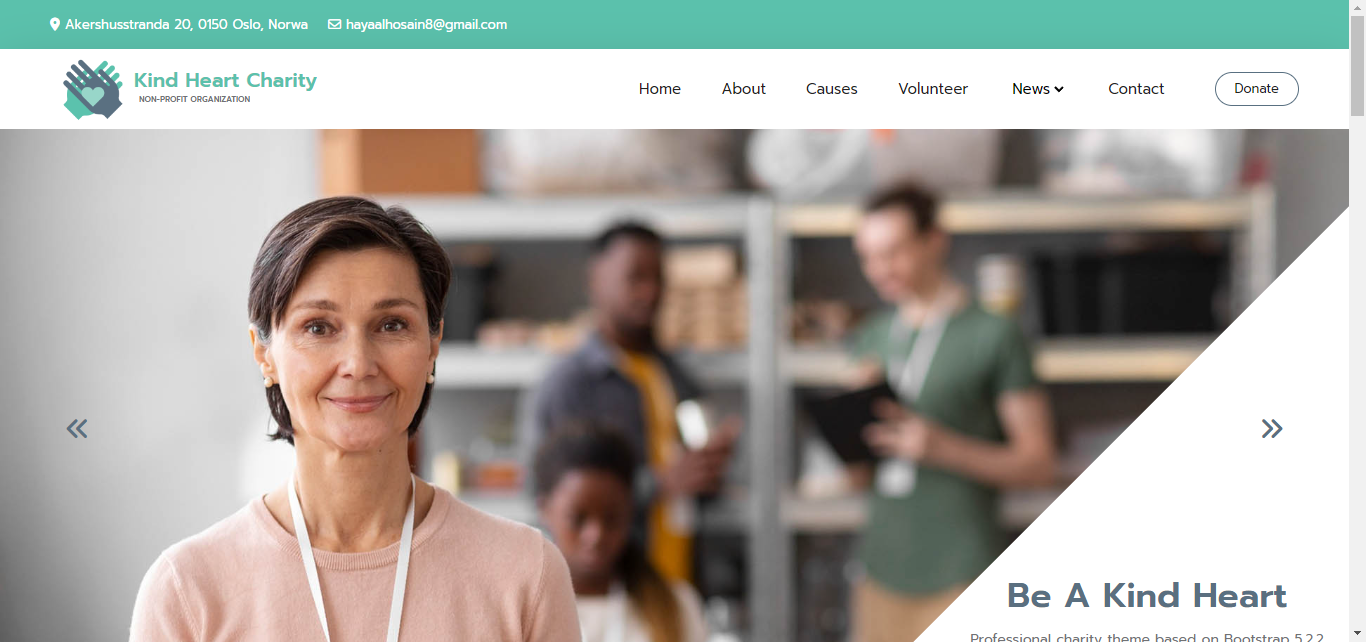 Akershusstranda 20, 0150 Oslo, Norwa hayaalhosain8@gmail.com
Kind Heart Charity
NON-PROFIT ORGANIZATION
Home About Causes Volunteer News Contact Donate
Be A Kind Heart
Professional charity theme based on Bootstrap 5.2.2